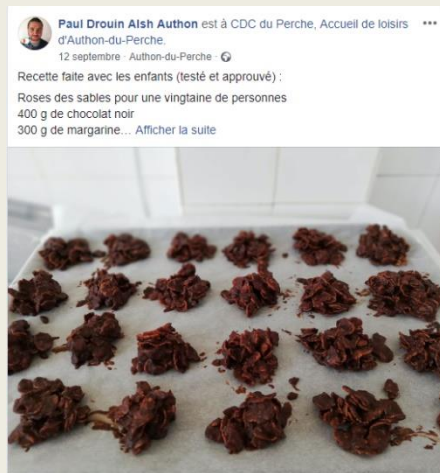 Paul Drouin Alsh Authon est à CDC du Perche, Accueil de loisirs
d'Authon-du-Perche.
12 septembre · Authon-du-Perche ·
Recette faite avec les enfants (testé et approuvé) :
Roses des sables pour une vingtaine de personnes
400 g de chocolat noir
300 g de margarine... Afficher la suite